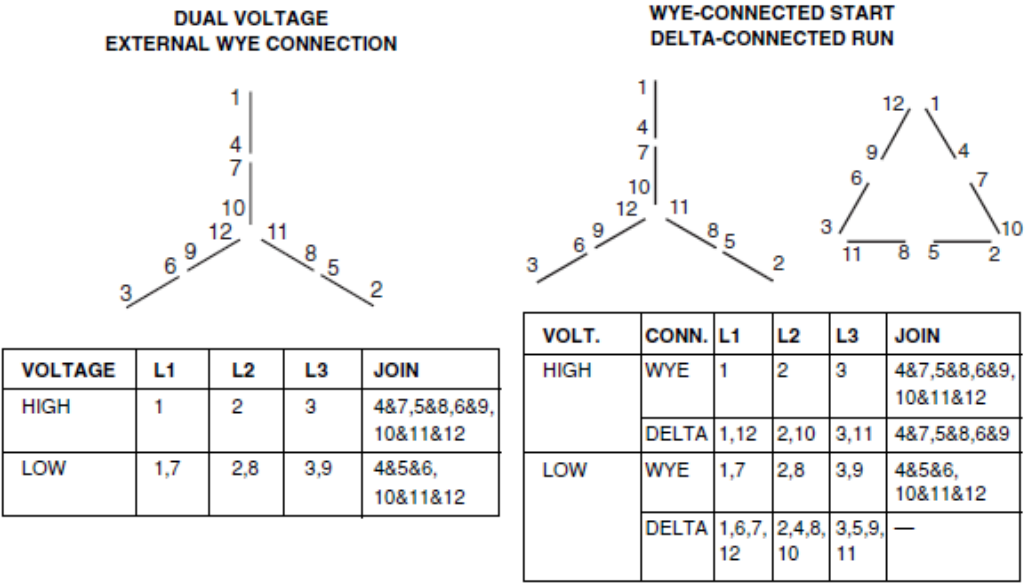 DUAL VOLTAGE
EXTERNAL WYE CONNECTION
1
4
7
10
12 11
9 8
6 5
3 2
VOLTAGE L1 L2 L3 JOIN
HIGH 1 2 3 4&7,5&8,6&9,
10&11&12
LOW 1,7 2,8 3,9 4&5&6,
10&11&12
WYE-CONNECTED START
DELTA-CONNECTED RUN
1
4
7
10
12 11
9 8
6 5
3 2
12 1
9 4
6 7
3 10
11 8 5 2
VOLT. CONN. L1 L2 L3 JOIN
HIGH WYE 1 2 3 4&7,5&8,6&9,
10&11&12
DELTA 1,12 2,10 3,11 4&7,5&8,6&9
LOW WYE 1,7 2,8 3,9 4&5&6,
10&11&12
DELTA 1,6,7, 2,4,8, 3,5,9, —
12 10 11